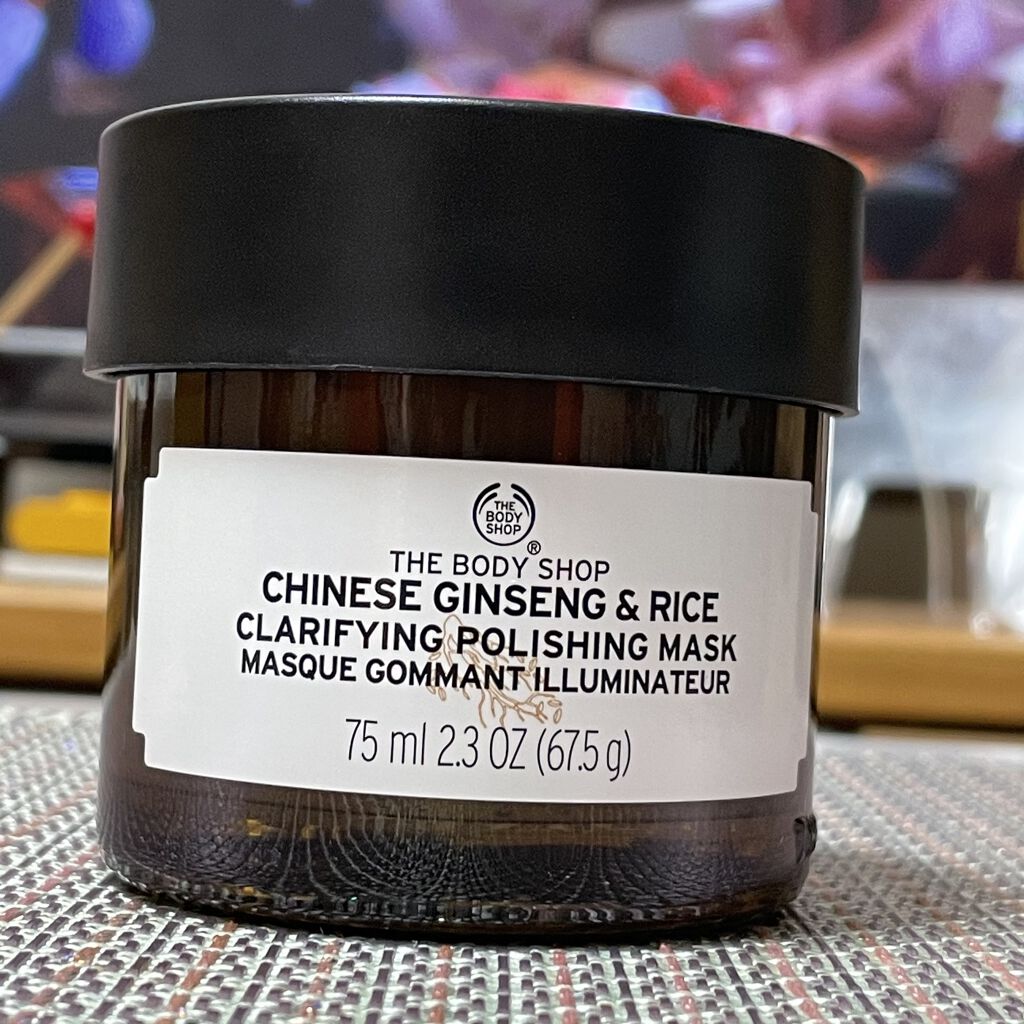 THE
BODY
SHOP
®
THE BODY SHOP
CHINESE GINSENG & RICE
CLARIFYING POLISHING MASK
MASQUE GOMMANT ILLUMINATEUR
75 ml 2.3 OZ (67.5 g)